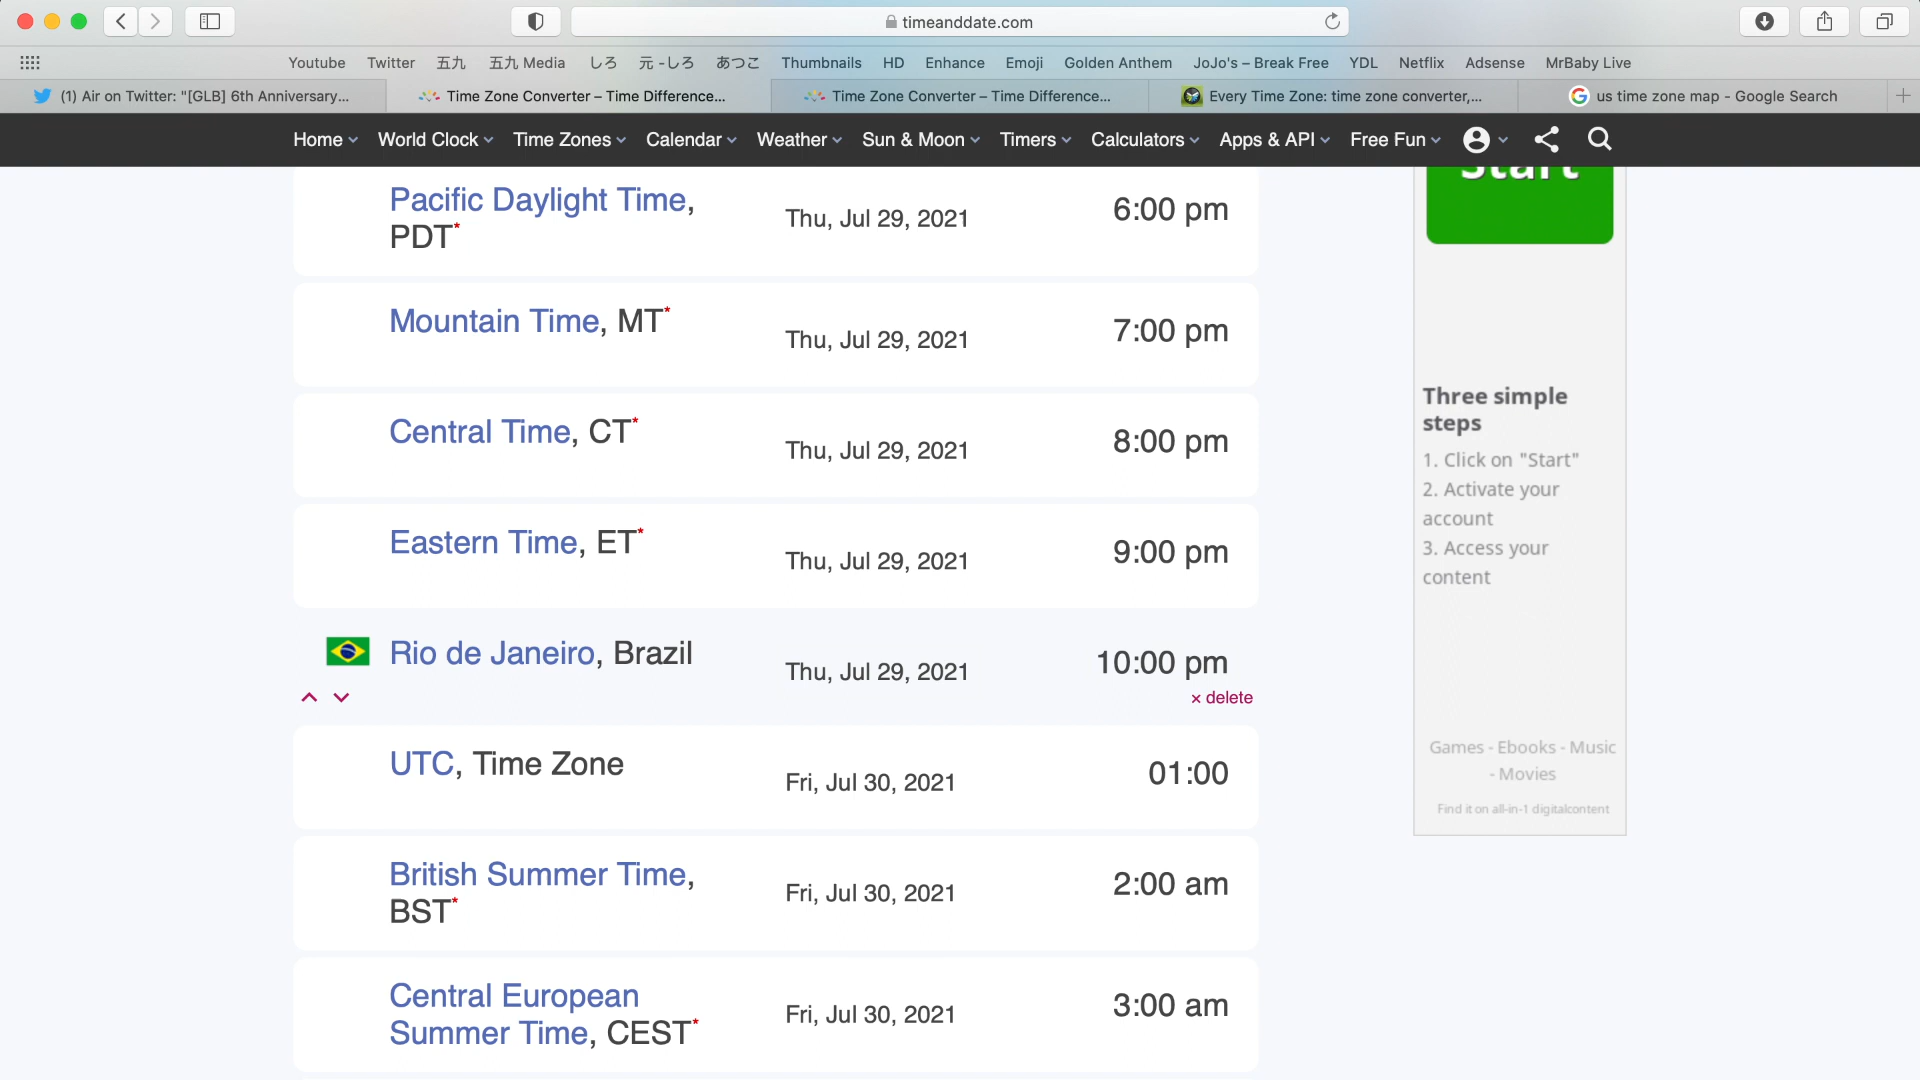 timeanddate.com
Youtube Twitter 五九 五九 Media しろ 元 -しろ あつこ Thumbnails HD Enhance Emoji Golden Anthem JoJo's – Break Free YDL Netflix Adsense MrBaby Live
(1) Air on Twitter: "[GLB] 6th Anniversary... Time Zone Converter – Time Difference... Time Zone Converter – Time Difference... Every Time Zone: time zone converter,... us time zone map - Google Search
Home World Clock Time Zones Calendar Weather Sun & Moon Timers Calculators Apps & API Free Fun
Start
Pacific Daylight Time,
PDT*
Thu, Jul 29, 2021
6:00 pm
Mountain Time, MT*
Thu, Jul 29, 2021
7:00 pm
Central Time, CT*
Thu, Jul 29, 2021
8:00 pm
Eastern Time, ET*
Thu, Jul 29, 2021
9:00 pm
Rio de Janeiro, Brazil
Thu, Jul 29, 2021
10:00 pm
× delete
UTC, Time Zone
Fri, Jul 30, 2021
01:00
British Summer Time,
BST*
Fri, Jul 30, 2021
2:00 am
Central European
Summer Time, CEST*
Fri, Jul 30, 2021
3:00 am
Three simple
steps
1. Click on "Start"
2. Activate your
account
3. Access your
content
Games - Ebooks - Music
- Movies
Find it on all-in-1 digitalcontent